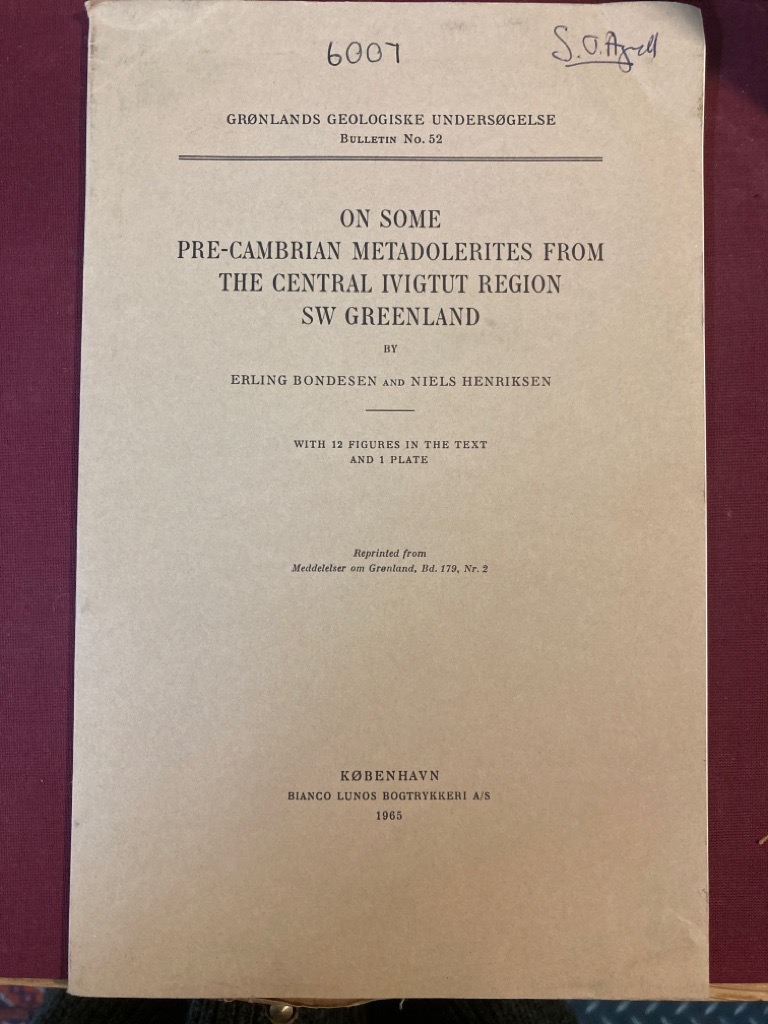 6007
S.O. Agrell
GRØNLANDS GEOLOGISKE UNDERSØGELSE
BULLETIN No. 52
ON SOME
PRE-CAMBRIAN METADOLERITES FROM
THE CENTRAL IVIGTUT REGION
SW GREENLAND
BY
ERLING BONDESEN AND NIELS HENRIKSEN
WITH 12 FIGURES IN THE TEXT
AND 1 PLATE
Reprinted from
Meddelelser om Grønland, Bd. 179, Nr. 2
KØBENHAVN
BIANCO LUNOS BOGTRYKKERI A/S
1965